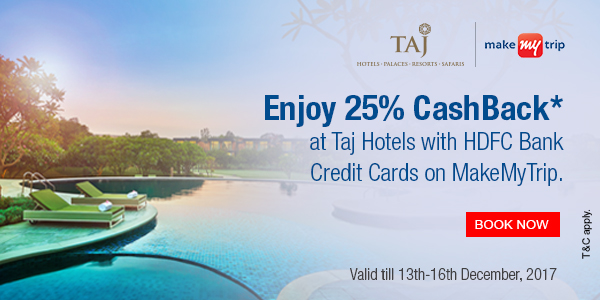 TAJ
HOTELS · PALACES · RESORTS · SAFARIS
make my trip
Enjoy 25% CashBack*
at Taj Hotels with HDFC Bank
Credit Cards on MakeMyTrip.
BOOK NOW
T&C apply.
Valid till 13th-16th December, 2017